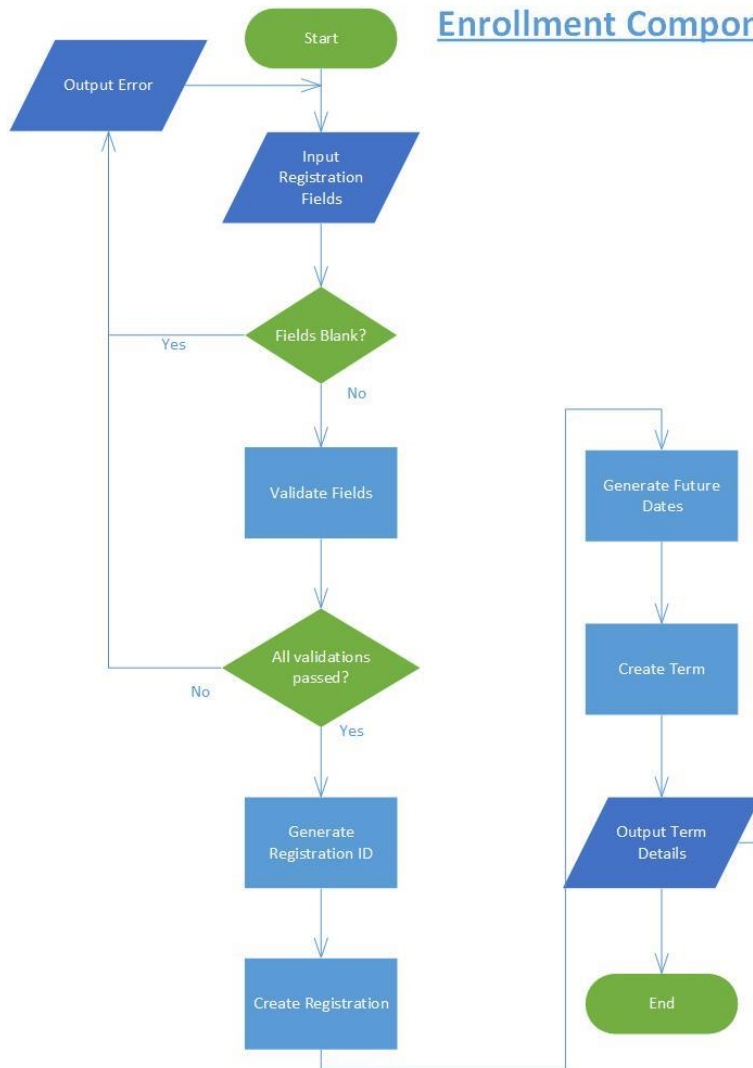 Enrollment Compon
Start
Output Error
Input
Registration
Fields
Fields Blank?
Yes
No
Validate Fields
All validations
passed?
No
Yes
Generate
Registration ID
Create Registration
Generate Future
Dates
Create Term
Output Term
Details
End